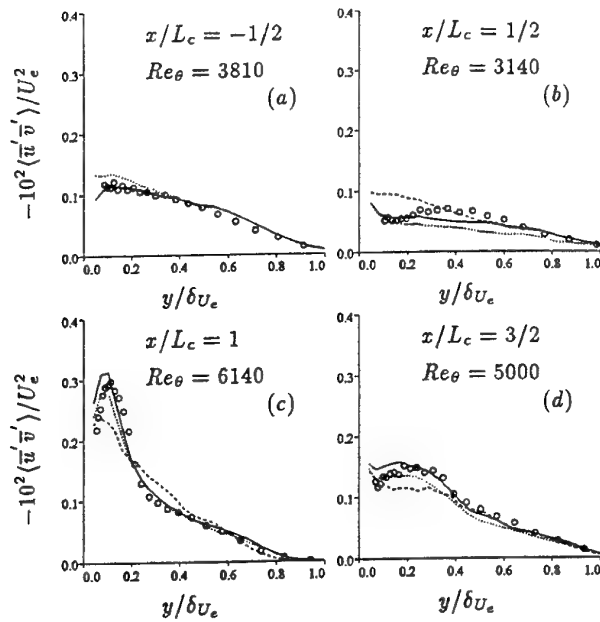 x/L_c = −1/2
Re_θ = 3810
(a)
−10²⟨u̅′v̅′⟩/U_e²
0.4
0.3
0.2
0.1
0.0
0.0 0.2 0.4 0.6 0.8 1.0
y/δ_{U_e}
x/L_c = 1/2
Re_θ = 3140
(b)
0.4
0.3
0.2
0.1
0.0
0.0 0.2 0.4 0.6 0.8 1.0
y/δ_{U_e}
x/L_c = 1
Re_θ = 6140
(c)
−10²⟨u̅′v̅′⟩/U_e²
0.4
0.3
0.2
0.1
0.0
0.0 0.2 0.4 0.6 0.8 1.0
y/δ_{U_e}
x/L_c = 3/2
Re_θ = 5000
(d)
0.4
0.3
0.2
0.1
0.0
0.0 0.2 0.4 0.6 0.8 1.0
y/δ_{U_e}